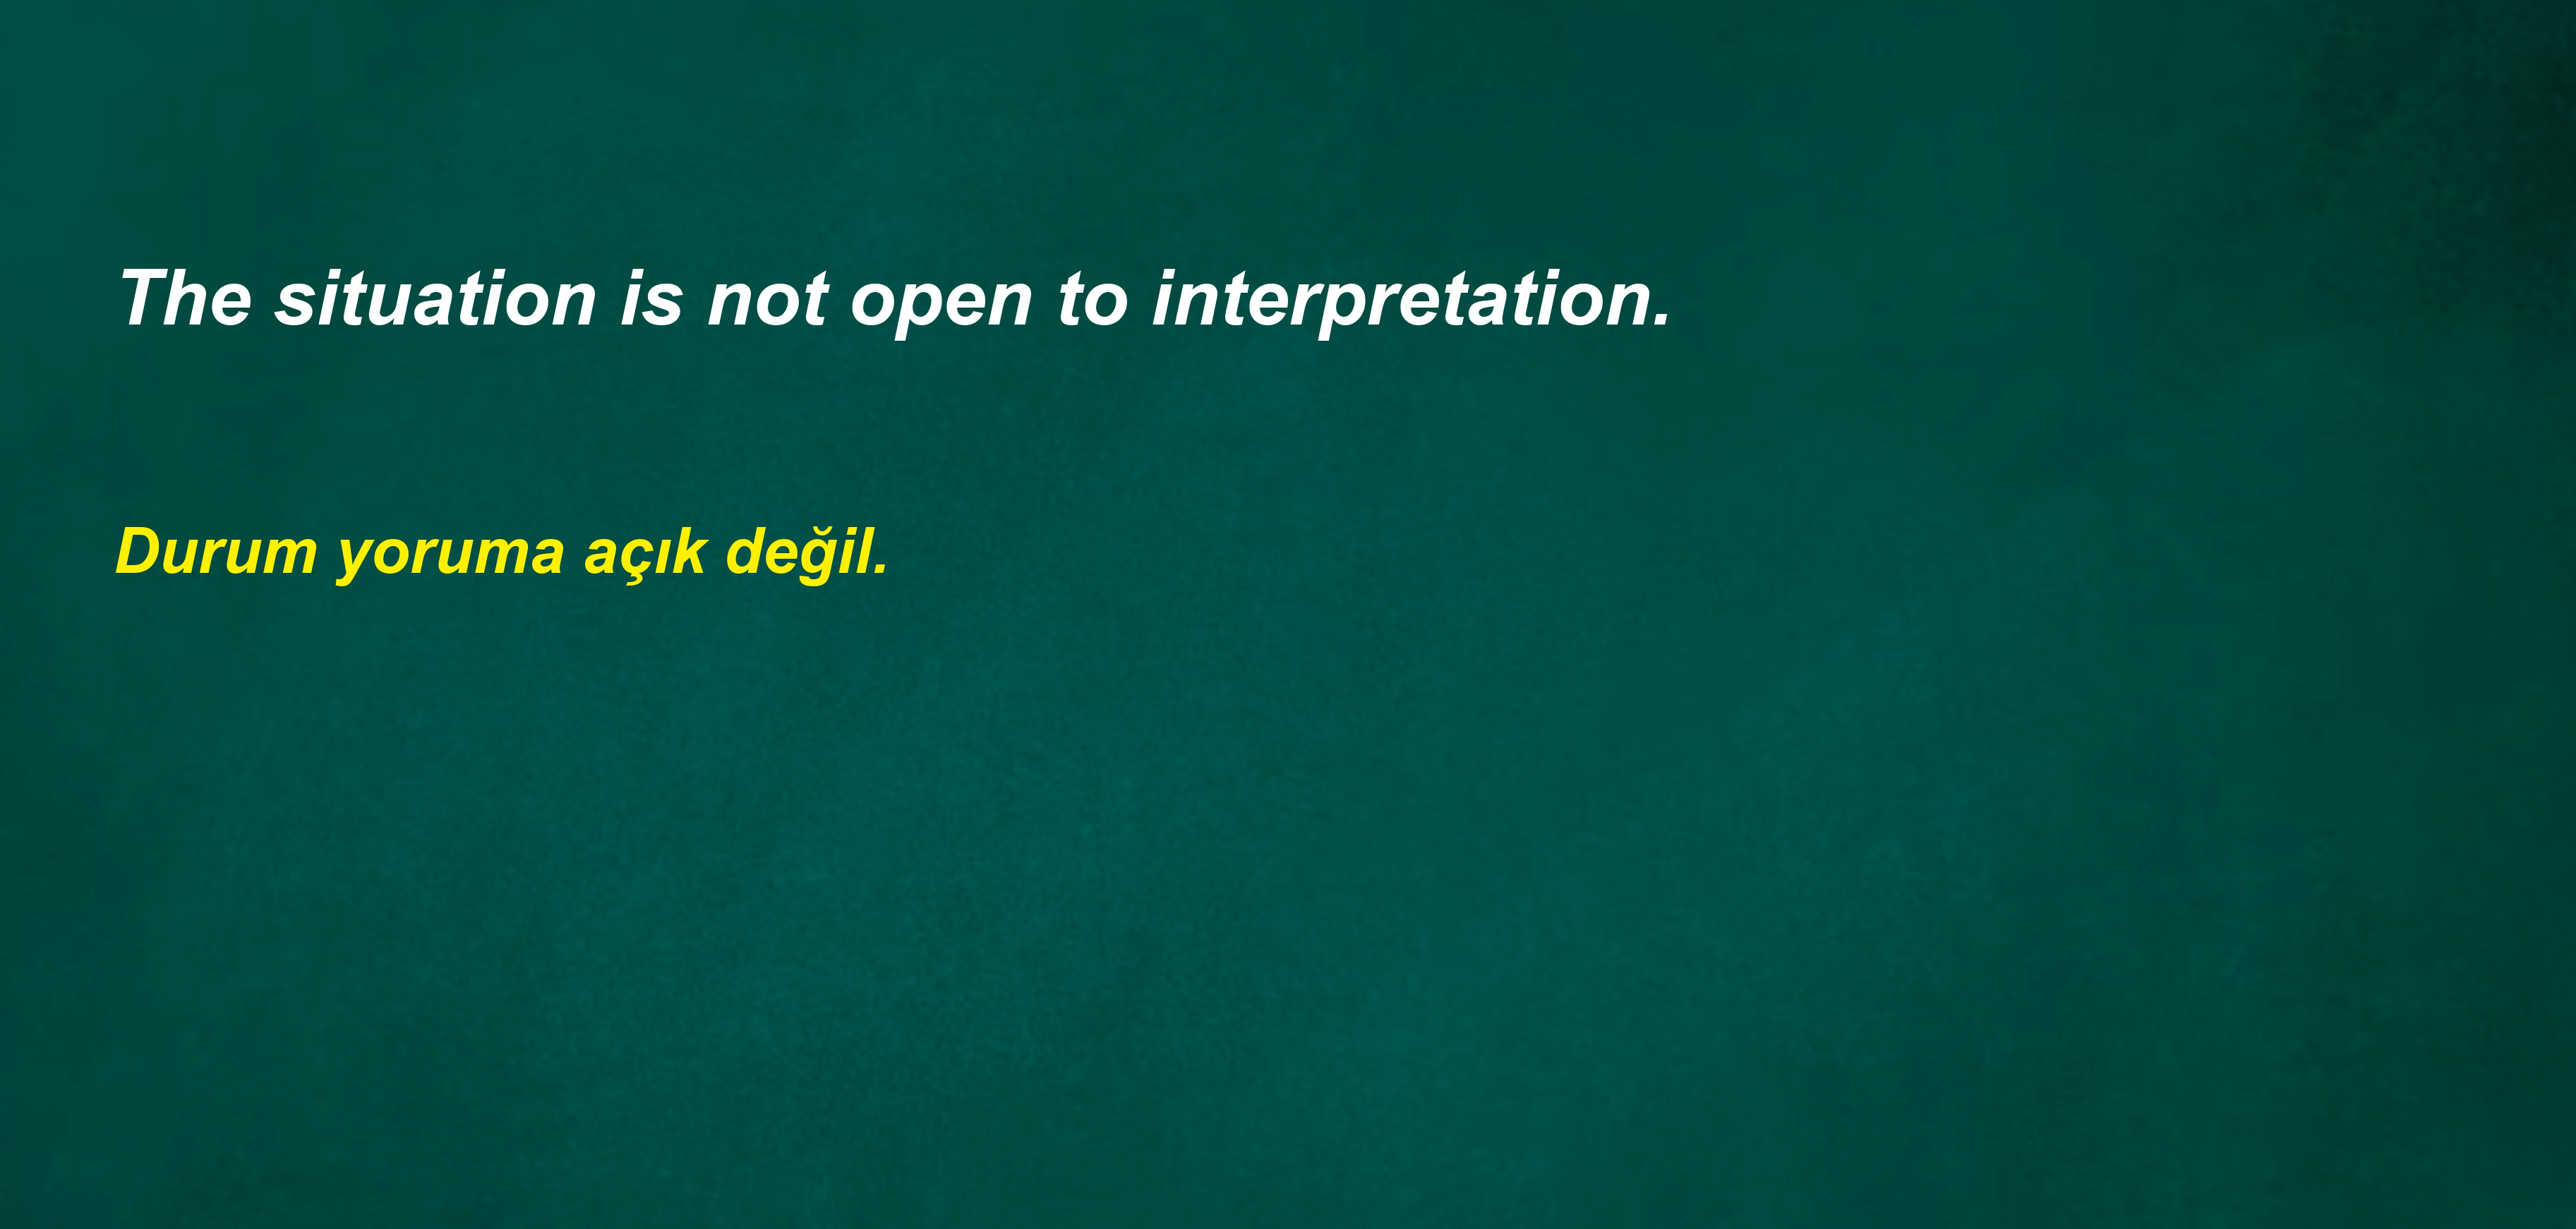 The situation is not open to interpretation.
Durum yoruma açık değil.